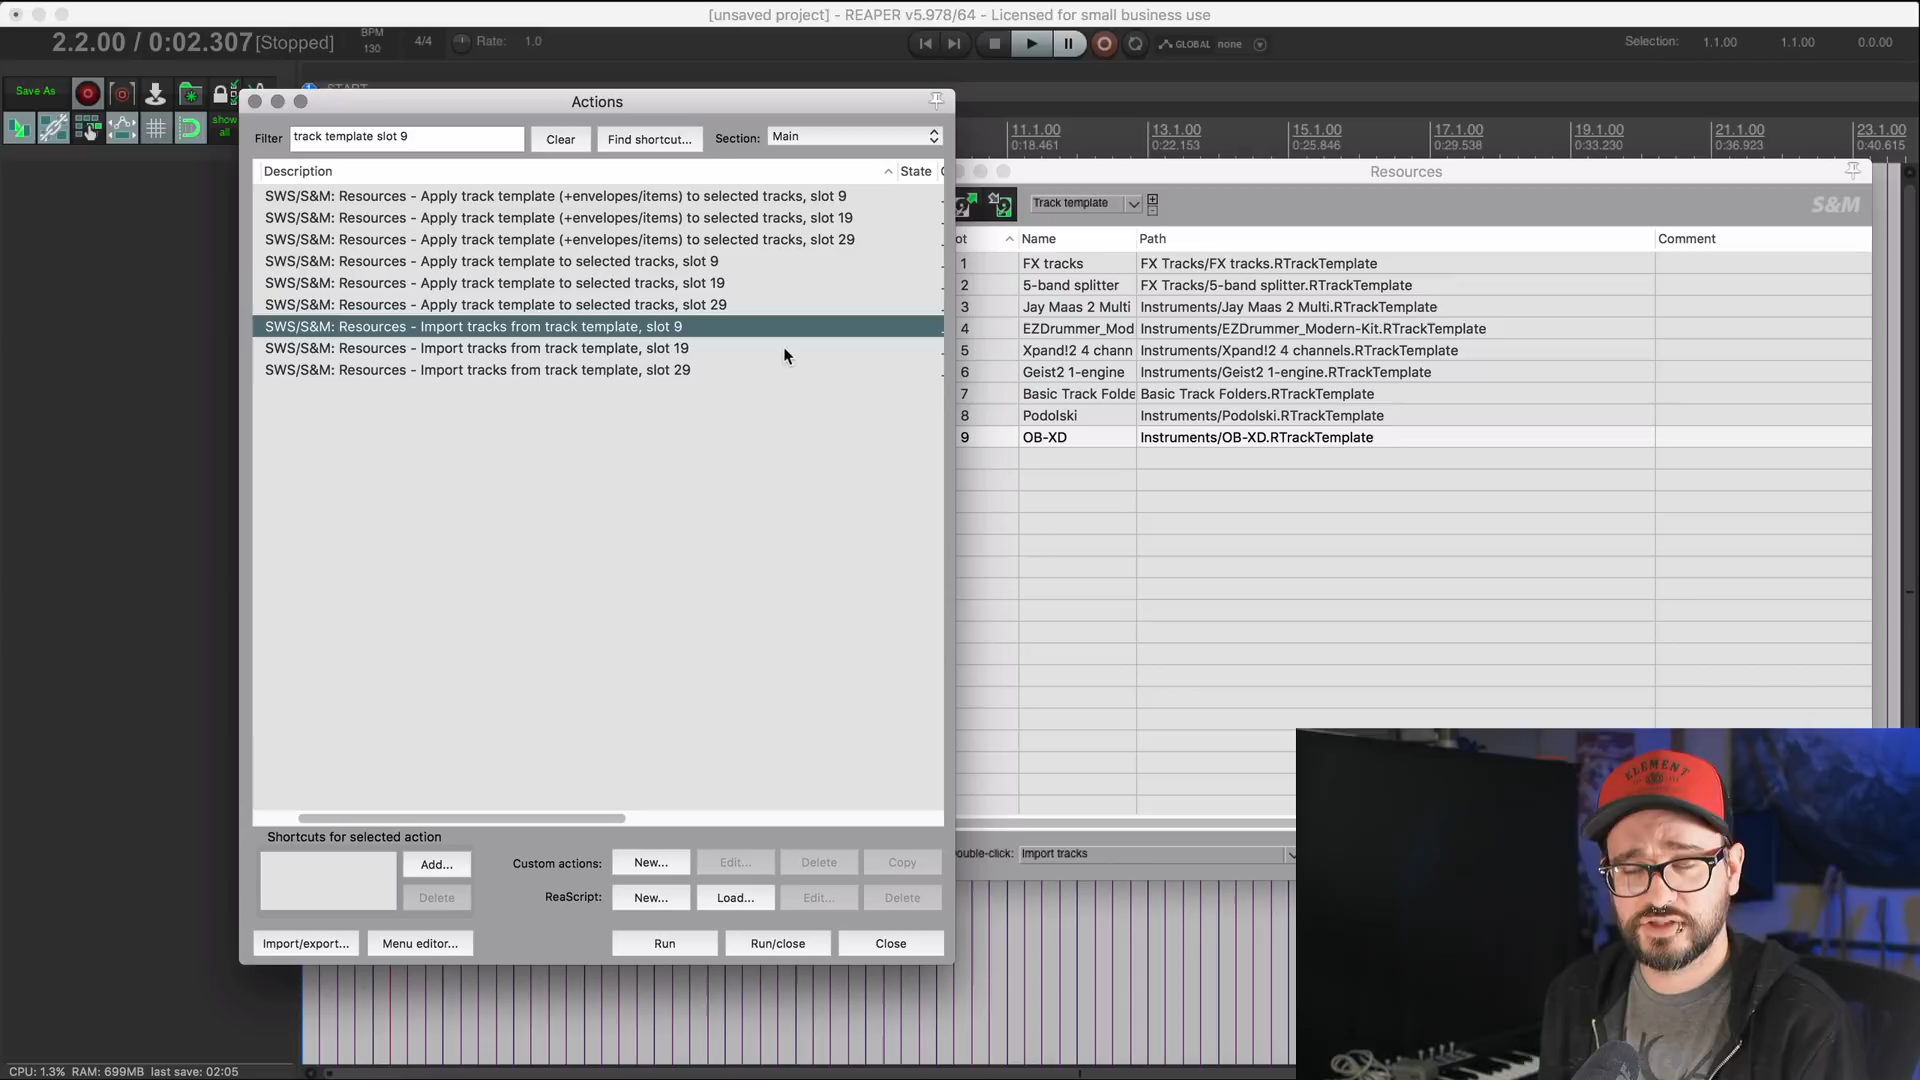 [unsaved project] - REAPER v5.978/64 - Licensed for small business use
2.2.00 / 0:02.307 [Stopped]
BPM
130
4/4
Rate: 1.0
GLOBAL none
Selection: 1.1.00 1.1.00 0.0.00
Save As
show
all
START
11.1.00 13.1.00 15.1.00 17.1.00 19.1.00 21.1.00 23.1.00
0:18.461 0:22.153 0:25.846 0:29.538 0:33.230 0:36.923 0:40.615
Actions
Filter track template slot 9 Clear Find shortcut... Section: Main
Description State
SWS/S&M: Resources - Apply track template (+envelopes/items) to selected tracks, slot 9
SWS/S&M: Resources - Apply track template (+envelopes/items) to selected tracks, slot 19
SWS/S&M: Resources - Apply track template (+envelopes/items) to selected tracks, slot 29
SWS/S&M: Resources - Apply track template to selected tracks, slot 9
SWS/S&M: Resources - Apply track template to selected tracks, slot 19
SWS/S&M: Resources - Apply track template to selected tracks, slot 29
SWS/S&M: Resources - Import tracks from track template, slot 9
SWS/S&M: Resources - Import tracks from track template, slot 19
SWS/S&M: Resources - Import tracks from track template, slot 29
Shortcuts for selected action
Add...
Delete
Custom actions: New... Edit... Delete Copy
ReaScript: New... Load... Edit... Delete
Import/export... Menu editor... Run Run/close Close
Resources
Track template
S&M
ot Name Path Comment
1 FX tracks FX Tracks/FX tracks.RTrackTemplate
2 5-band splitter FX Tracks/5-band splitter.RTrackTemplate
3 Jay Maas 2 Multi Instruments/Jay Maas 2 Multi.RTrackTemplate
4 EZDrummer_Mod Instruments/EZDrummer_Modern-Kit.RTrackTemplate
5 Xpand!2 4 chann Instruments/Xpand!2 4 channels.RTrackTemplate
6 Geist2 1-engine Instruments/Geist2 1-engine.RTrackTemplate
7 Basic Track Folde Basic Track Folders.RTrackTemplate
8 Podolski Instruments/Podolski.RTrackTemplate
9 OB-XD Instruments/OB-XD.RTrackTemplate
ouble-click: Import tracks
ELEMENT
CPU: 1.3% RAM: 699MB last save: 02:05